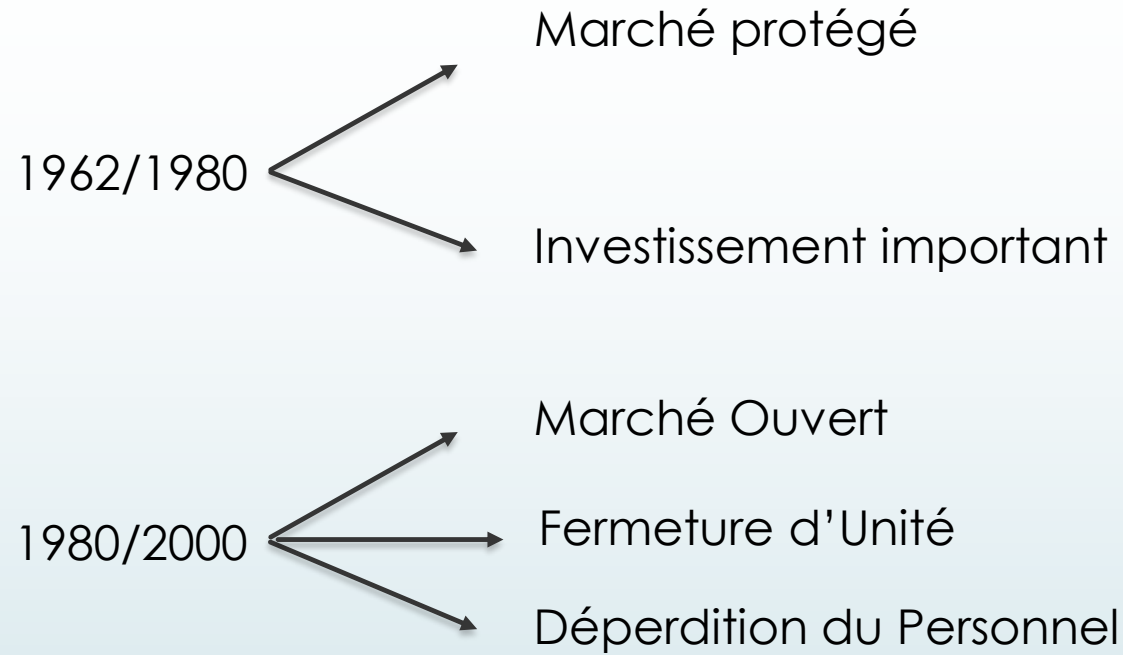 Marché protégé
1962/1980
Investissement important
Marché Ouvert
1980/2000
Fermeture d’Unité
Déperdition du Personnel